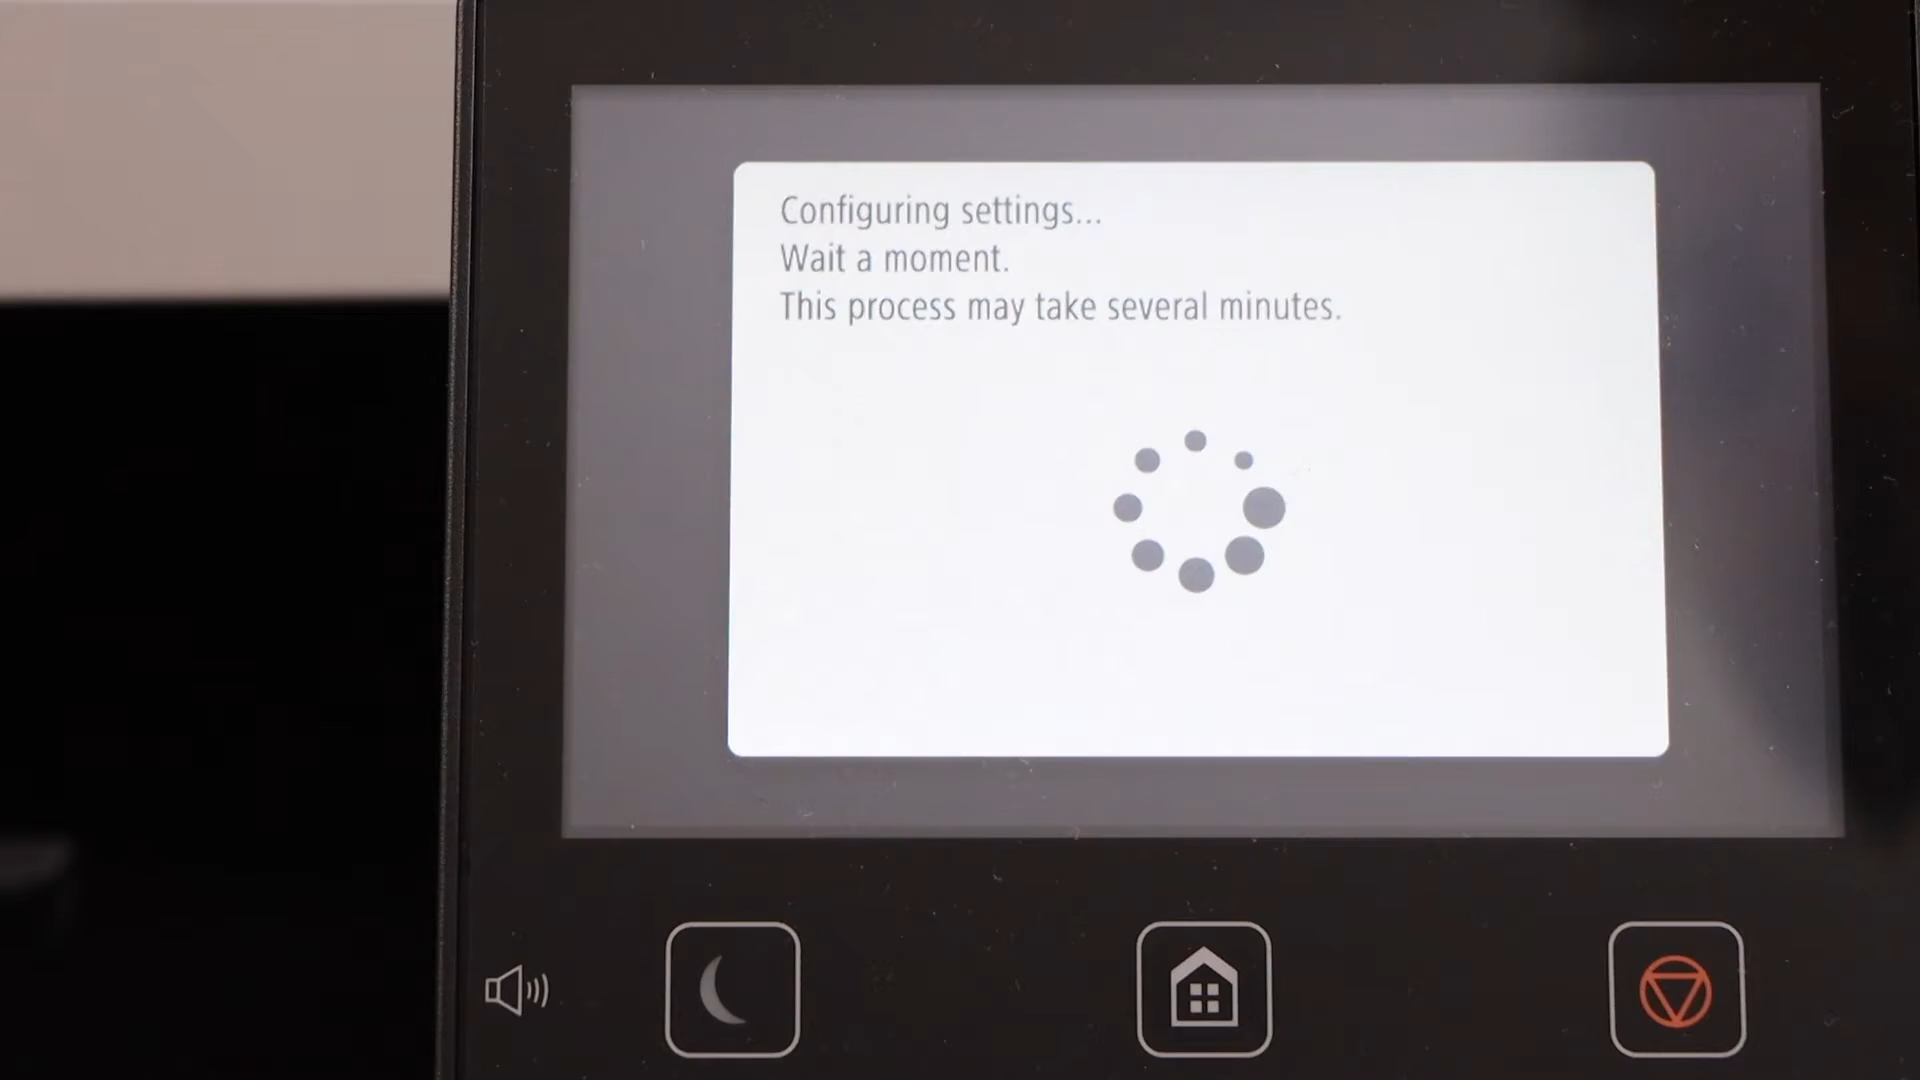 Configuring settings...
Wait a moment.
This process may take several minutes.